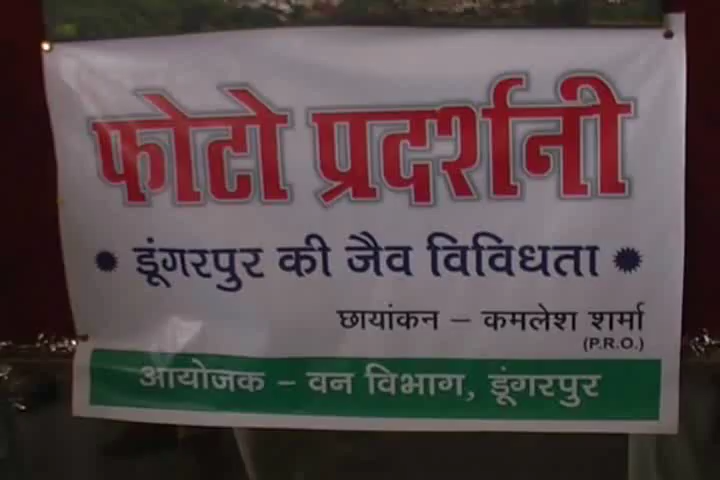 फोटो प्रदर्शनी
डूंगरपुर की जैव विविधता
छायांकन – कमलेश शर्मा
(P.R.O.)
आयोजक – वन विभाग, डूंगरपुर